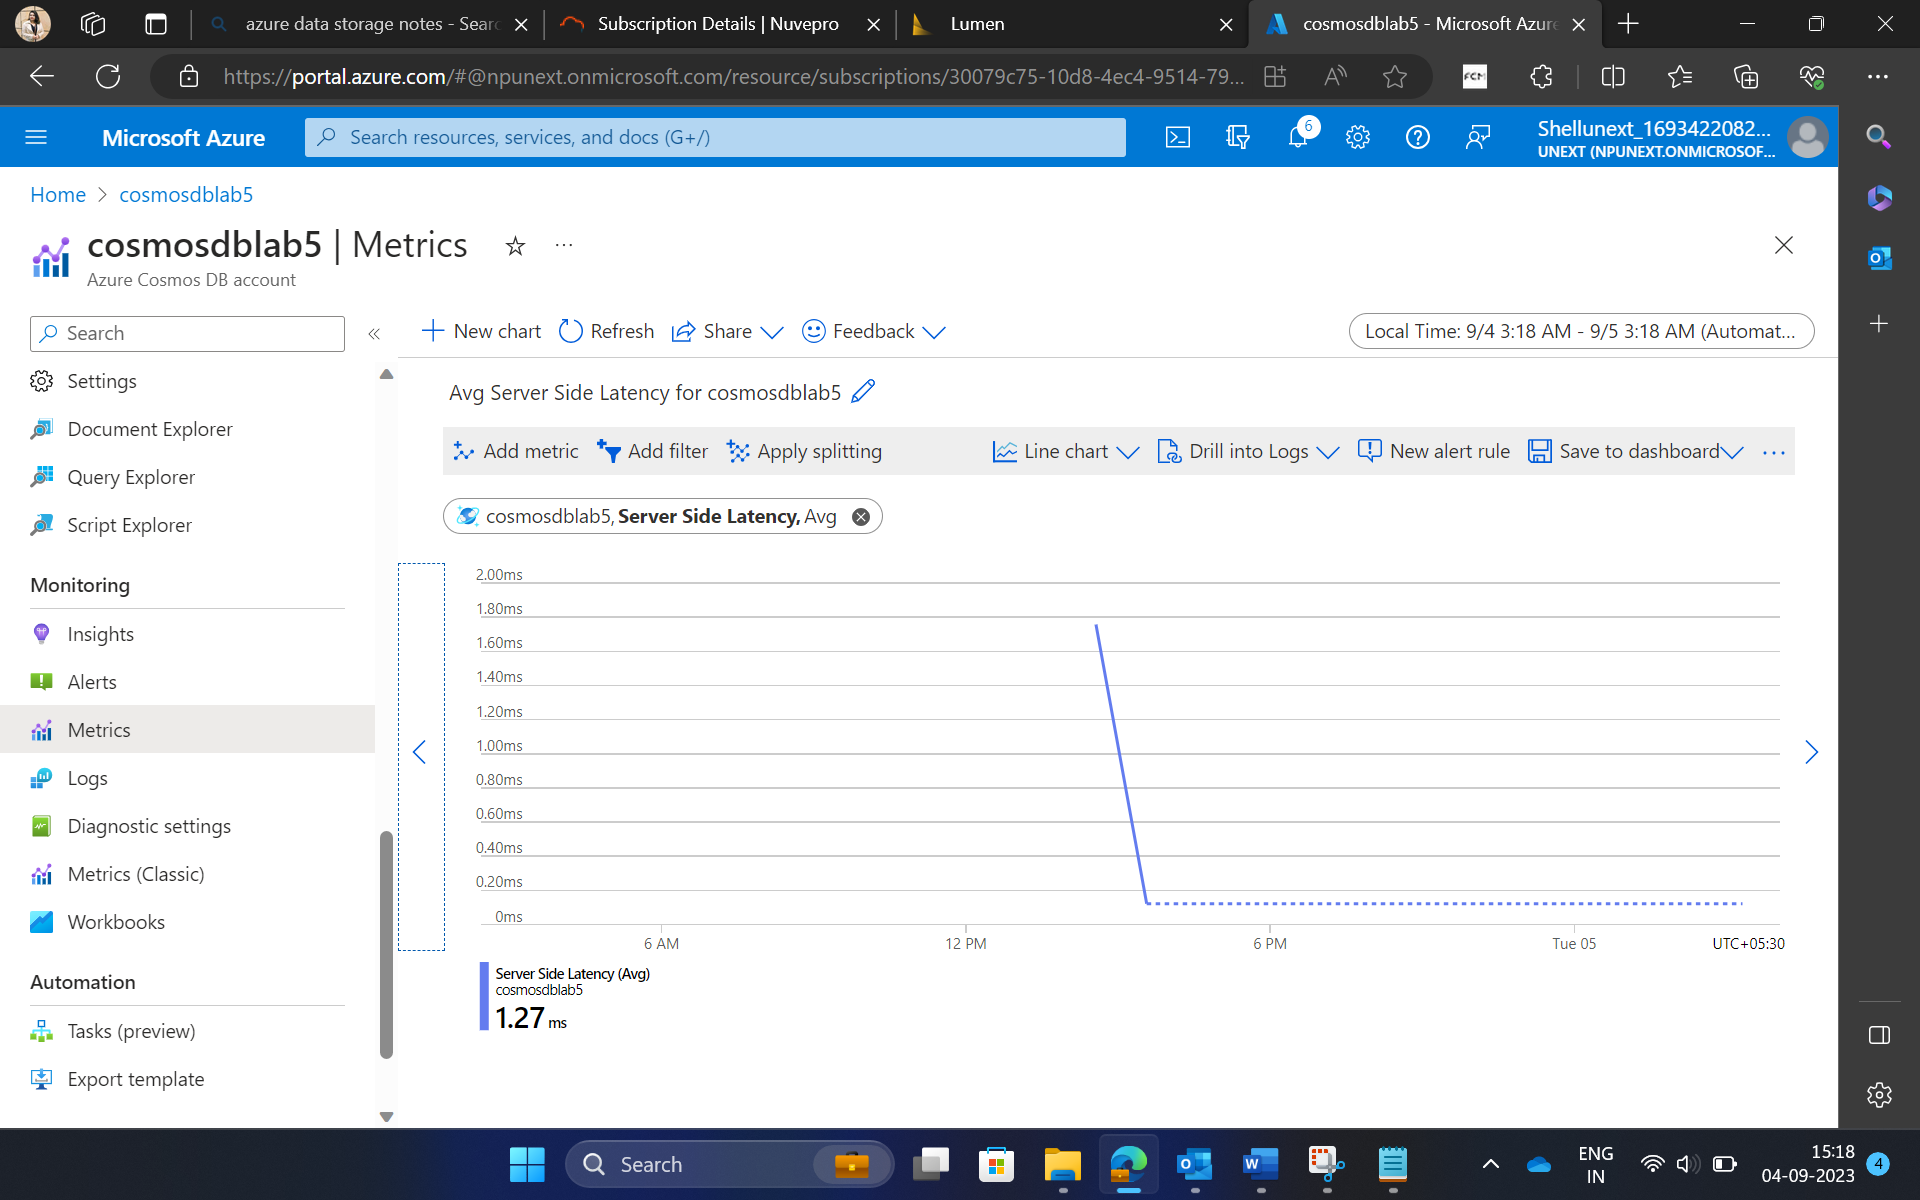 azure data storage notes - Searc
Subscription Details | Nuvepro
Lumen
cosmosdblab5 - Microsoft Azure
https://portal.azure.com/#@npunext.onmicrosoft.com/resource/subscriptions/30079c75-10d8-4ec4-9514-79...
FCM
Microsoft Azure
Search resources, services, and docs (G+/)
6
Shellunext_1693422082...
UNEXT (NPUNEXT.ONMICROSOF...
Home > cosmosdblab5
cosmosdblab5 | Metrics
Azure Cosmos DB account
Search
Settings
Document Explorer
Query Explorer
Script Explorer
Monitoring
Insights
Alerts
Metrics
Logs
Diagnostic settings
Metrics (Classic)
Workbooks
Automation
Tasks (preview)
Export template
New chart
Refresh
Share
Feedback
Local Time: 9/4 3:18 AM - 9/5 3:18 AM (Automat...
Avg Server Side Latency for cosmosdblab5
Add metric
Add filter
Apply splitting
Line chart
Drill into Logs
New alert rule
Save to dashboard
cosmosdblab5, Server Side Latency, Avg
2.00ms
1.80ms
1.60ms
1.40ms
1.20ms
1.00ms
0.80ms
0.60ms
0.40ms
0.20ms
0ms
6 AM
12 PM
6 PM
Tue 05
UTC+05:30
Server Side Latency (Avg)
cosmosdblab5
1.27 ms
Search
ENG
IN
15:18
04-09-2023
4